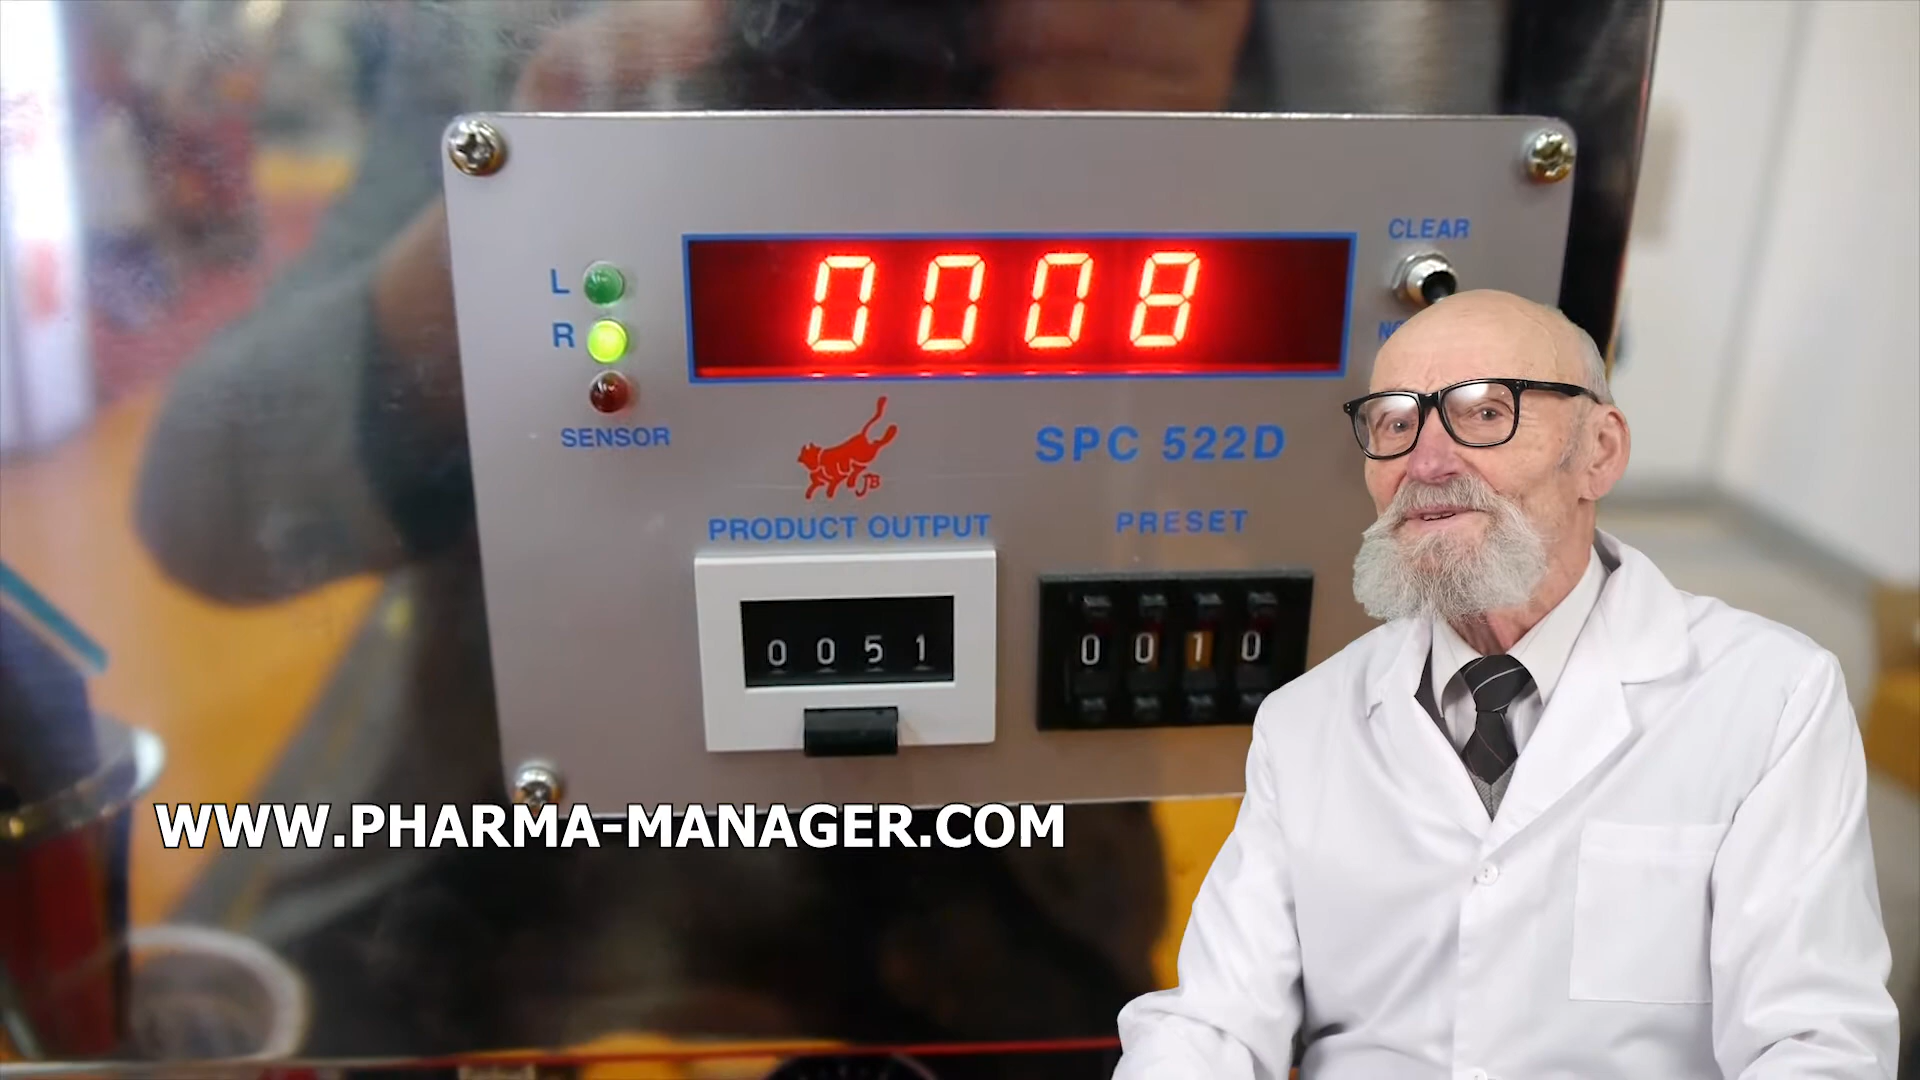 CLEAR
0008
L
R
SENSOR
SPC 522D
JB
PRODUCT OUTPUT
PRESET
0051
0010
WWW.PHARMA-MANAGER.COM